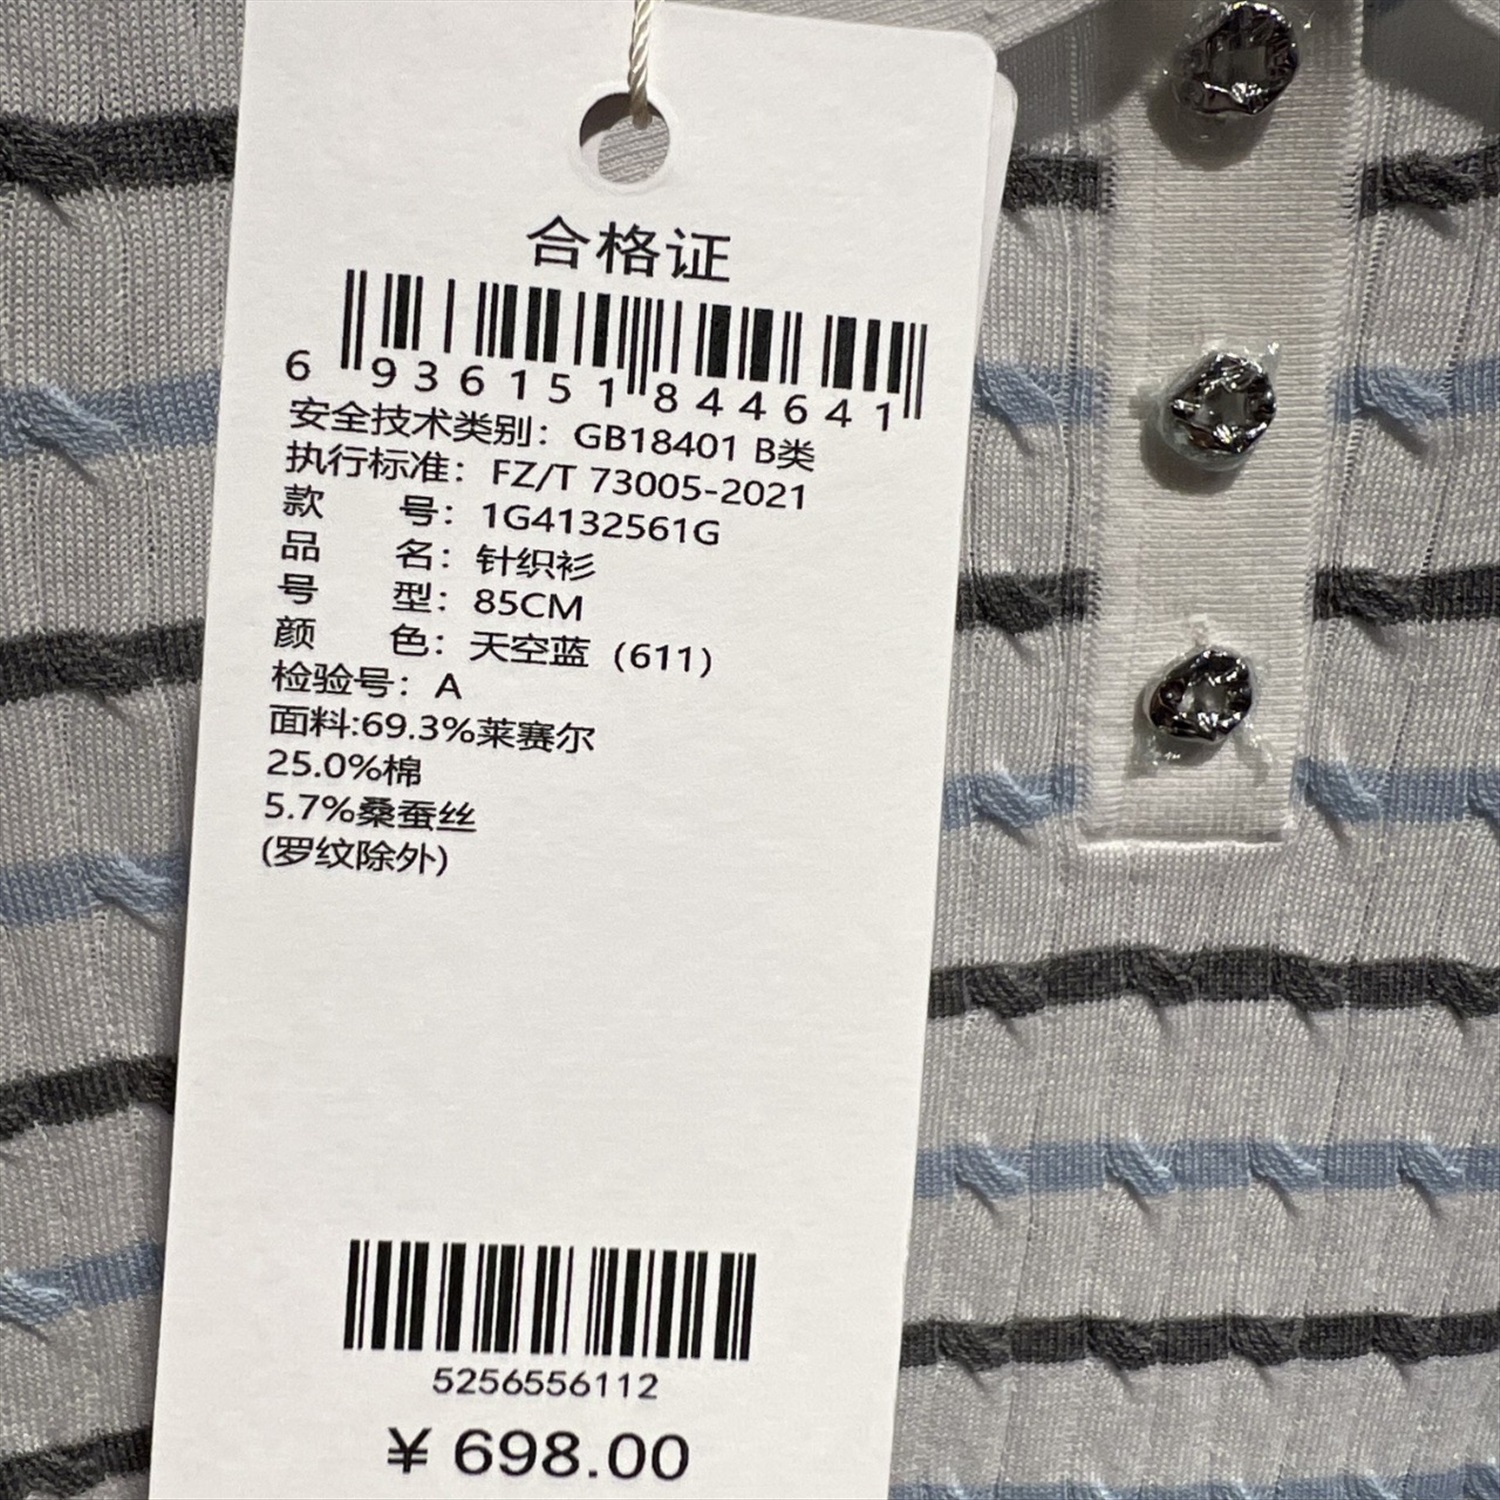 合格证
6 936151 844641
安全技术类别：GB18401 B类
执行标准：FZ/T 73005-2021
款 号：1G4132561G
品 名：针织衫
号 型：85CM
颜 色：天空蓝（611）
检验号：A
面料:69.3%莱赛尔
25.0%棉
5.7%桑蚕丝
(罗纹除外)
5256556112
¥ 698.00